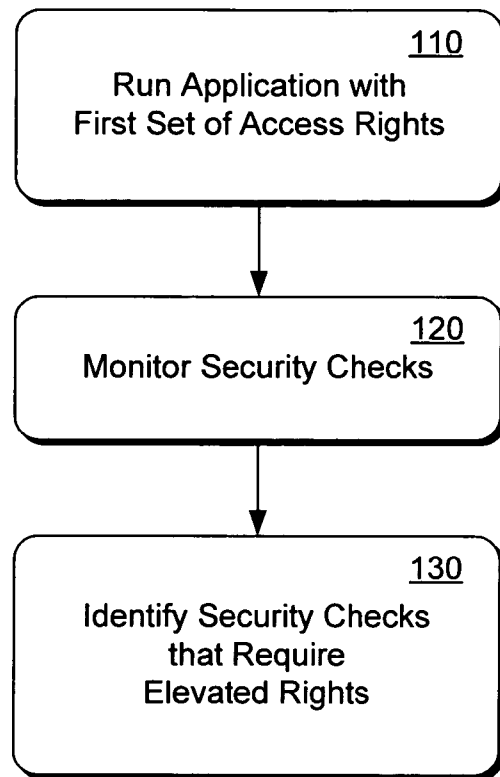 110
Run Application with
First Set of Access Rights
120
Monitor Security Checks
130
Identify Security Checks
that Require
Elevated Rights